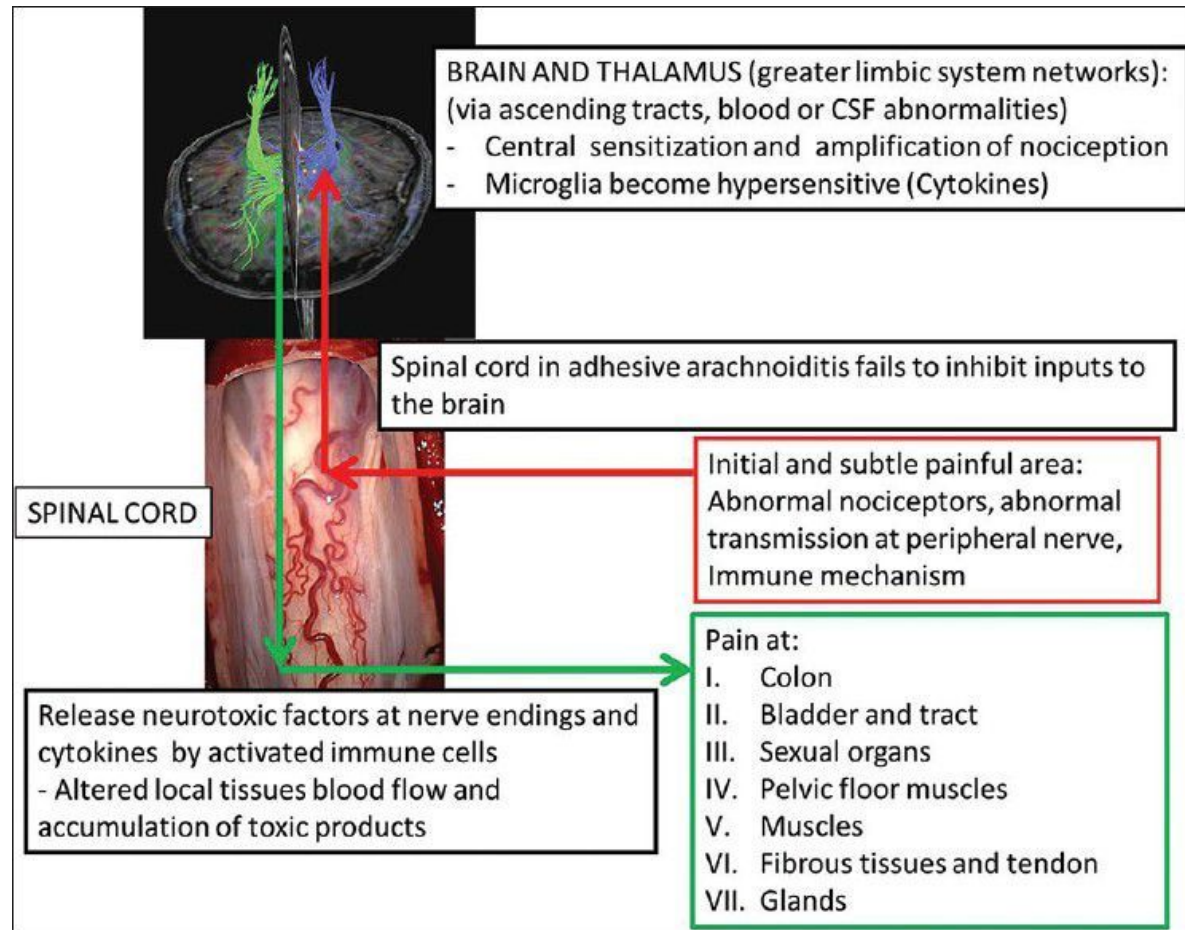 BRAIN AND THALAMUS (greater limbic system networks):
(via ascending tracts, blood or CSF abnormalities)
- Central sensitization and amplification of nociception
- Microglia become hypersensitive (Cytokines)
Spinal cord in adhesive arachnoiditis fails to inhibit inputs to
the brain
SPINAL CORD
Initial and subtle painful area:
Abnormal nociceptors, abnormal
transmission at peripheral nerve,
Immune mechanism
Release neurotoxic factors at nerve endings and
cytokines by activated immune cells
- Altered local tissues blood flow and
accumulation of toxic products
Pain at:
I. Colon
II. Bladder and tract
III. Sexual organs
IV. Pelvic floor muscles
V. Muscles
VI. Fibrous tissues and tendon
VII. Glands